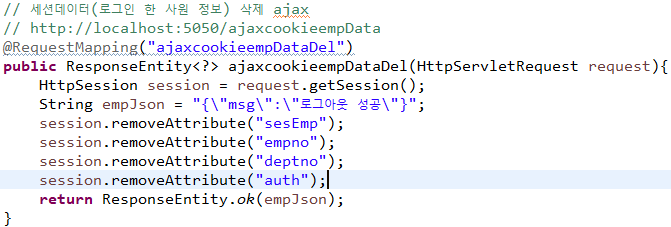 // 세션데이터(로그인 한 사원 정보) 삭제 ajax
// http://localhost:5050/ajaxcookieempData
@RequestMapping("ajaxcookieempDataDel")
public ResponseEntity<?> ajaxcookieempDataDel(HttpServletRequest request){
    HttpSession session = request.getSession();
    String empJson = "{\"msg\":\"로그아웃 성공\"}";
    session.removeAttribute("sesEmp");
    session.removeAttribute("empno");
    session.removeAttribute("deptno");
    session.removeAttribute("auth");
    return ResponseEntity.ok(empJson);
}